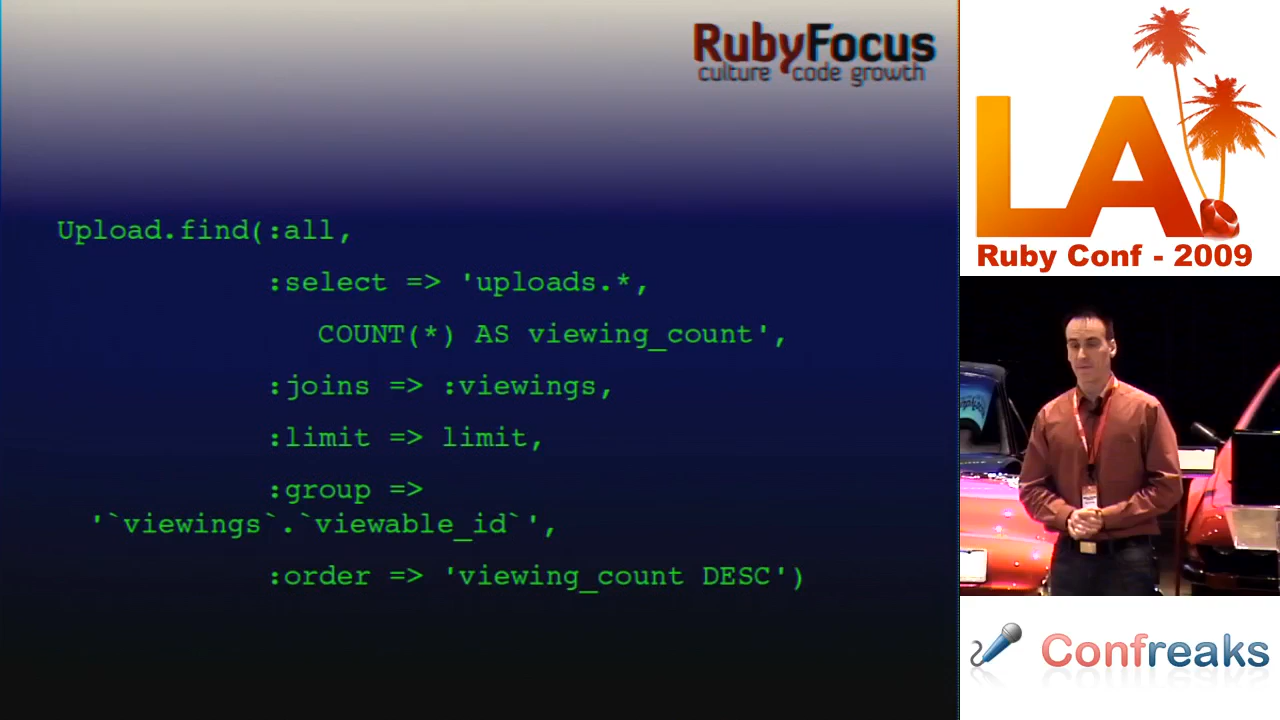 RubyFocus
culture code growth
Upload.find(:all,
:select => 'uploads.*,
COUNT(*) AS viewing_count',
:joins => :viewings,
:limit => limit,
:group =>
'`viewings`.`viewable_id`',
:order => 'viewing_count DESC')
LA
Ruby Conf - 2009
Confreaks